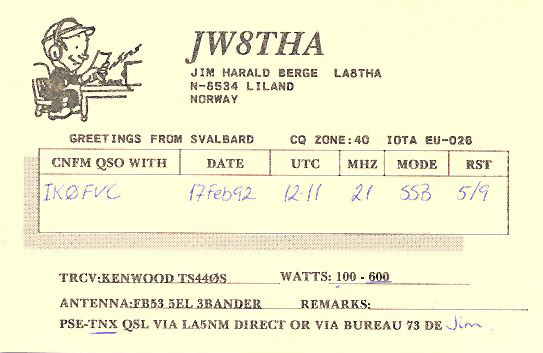 JW8THA
JIM HARALD BERGE LA8THA
N-8534 LILAND
NORWAY
GREETINGS FROM SVALBARD CQ ZONE:40 IOTA EU-026
CNFM QSO WITH DATE UTC MHZ MODE RST
IKØFVC 17Feb92 12.11 21 SSB 5/9
TRCV:KENWOOD TS440S WATTS: 100 - 600
ANTENNA:FB53 5EL 3BANDER REMARKS:
PSE-TNX QSL VIA LA5NM DIRECT OR VIA BUREAU 73 DE Jim.